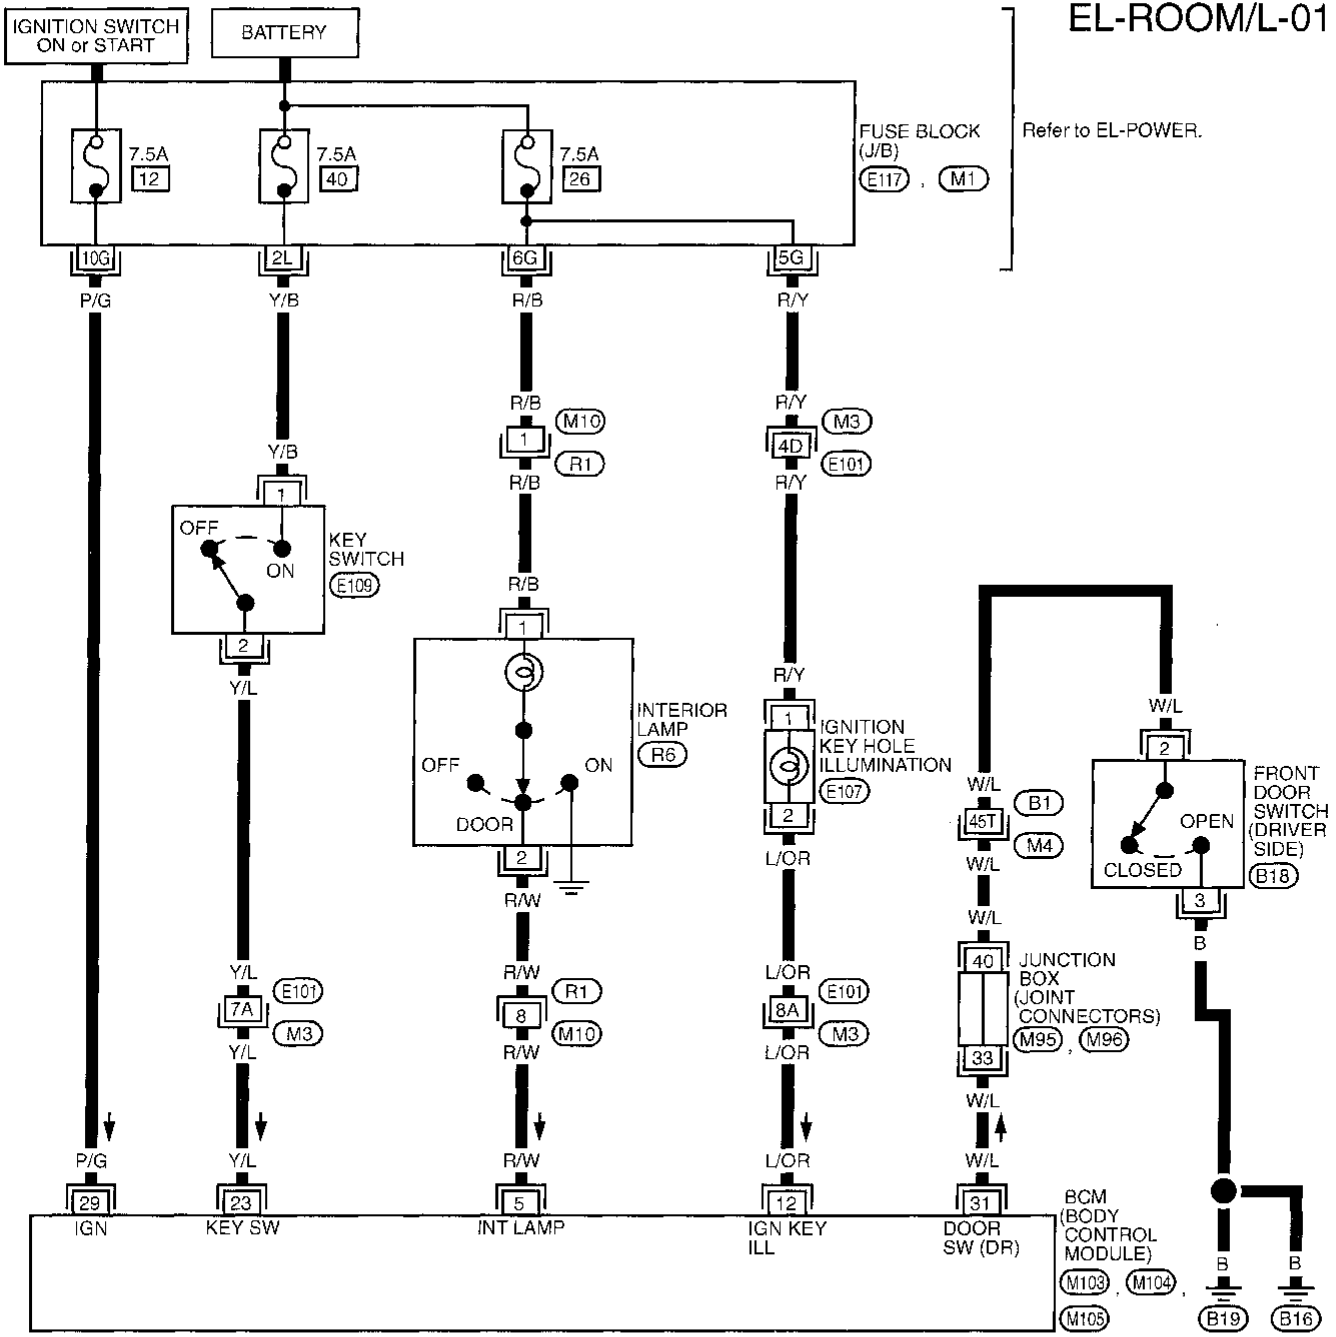 EL-ROOM/L-01
IGNITION SWITCH
ON or START
BATTERY
7.5A
12
7.5A
40
7.5A
26
FUSE BLOCK
(J/B)
E117 , M1
Refer to EL-POWER.
10G
2L
6G
5G
P/G
Y/B
R/B
R/Y
R/B
R/Y
M10
M3
1
4D
R1
E101
Y/B
R/B
R/Y
1
OFF
ON
KEY
SWITCH
E109
2
Y/L
R/B
1
INTERIOR
LAMP
R6
OFF
ON
DOOR
2
R/W
R/Y
1
IGNITION
KEY HOLE
ILLUMINATION
E107
2
L/OR
W/L
2
FRONT
DOOR
SWITCH
(DRIVER
SIDE)
B18
OPEN
CLOSED
3
B
W/L
B1
45T
M4
W/L
W/L
40
JUNCTION
BOX
(JOINT
CONNECTORS)
M95 , M96
33
W/L
Y/L
R/W
L/OR
E101
R1
E101
7A
8
8A
M3
M10
M3
Y/L
R/W
L/OR
P/G
Y/L
R/W
L/OR
W/L
29
23
5
12
31
IGN
KEY SW
INT LAMP
IGN KEY
ILL
DOOR
SW (DR)
BCM
(BODY
CONTROL
MODULE)
M103 , M104 ,
M105
B
B
B19
B16